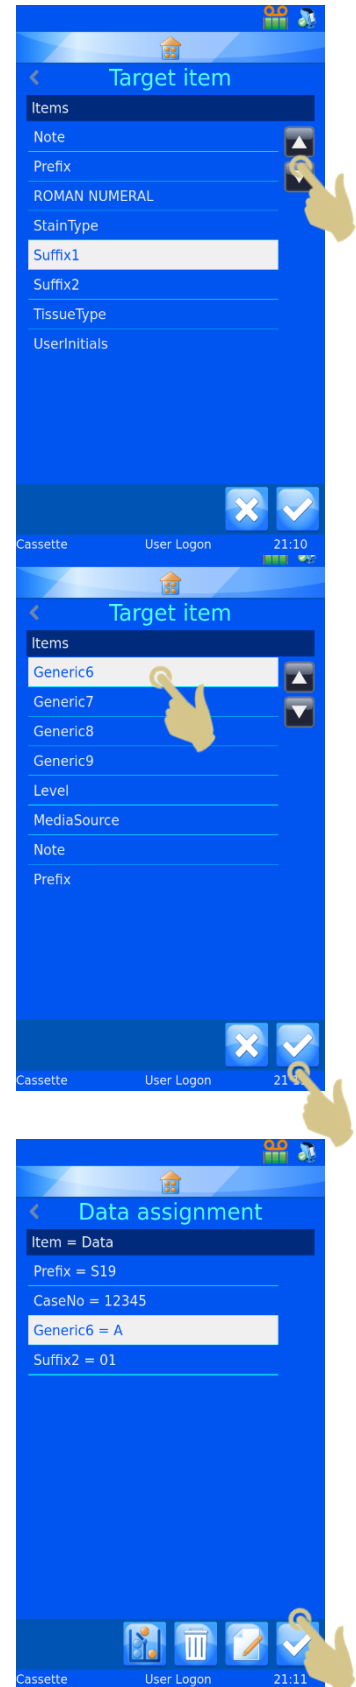 Target item
Items
Note
Prefix
ROMAN NUMERAL
StainType
Suffix1
Suffix2
TissueType
UserInitials
Cassette User Logon 21:10
Target item
Items
Generic6
Generic7
Generic8
Generic9
Level
MediaSource
Note
Prefix
Cassette User Logon
Data assignment
Item = Data
Prefix = S19
CaseNo = 12345
Generic6 = A
Suffix2 = 01
Cassette User Logon 21:11